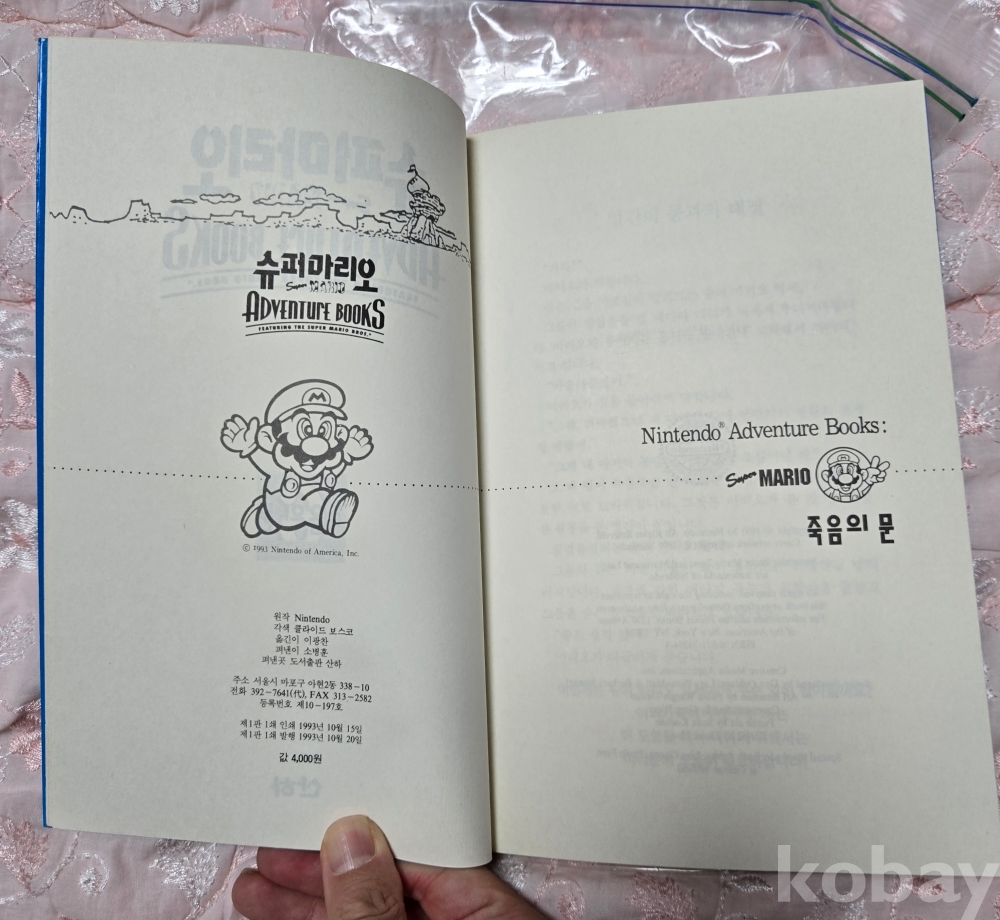 슈퍼마리오
Super MARIO
ADVENTURE BOOKS
FEATURING THE SUPER MARIO BROS.®
M
© 1993 Nintendo of America, Inc.
원작 Nintendo
각색 클라이드 보스코
옮긴이 이광찬
펴낸이 소병훈
펴낸곳 도서출판 산하
주소 서울시 마포구 아현2동 338-10
전화 392-7641(代), FAX 313-2582
등록번호 제10-197호
제1판 1쇄 인쇄 1993년 10월 15일
제1판 1쇄 발행 1993년 10월 20일
값 4,000원
Nintendo® Adventure Books:
Super MARIO
죽음의 문
kobay